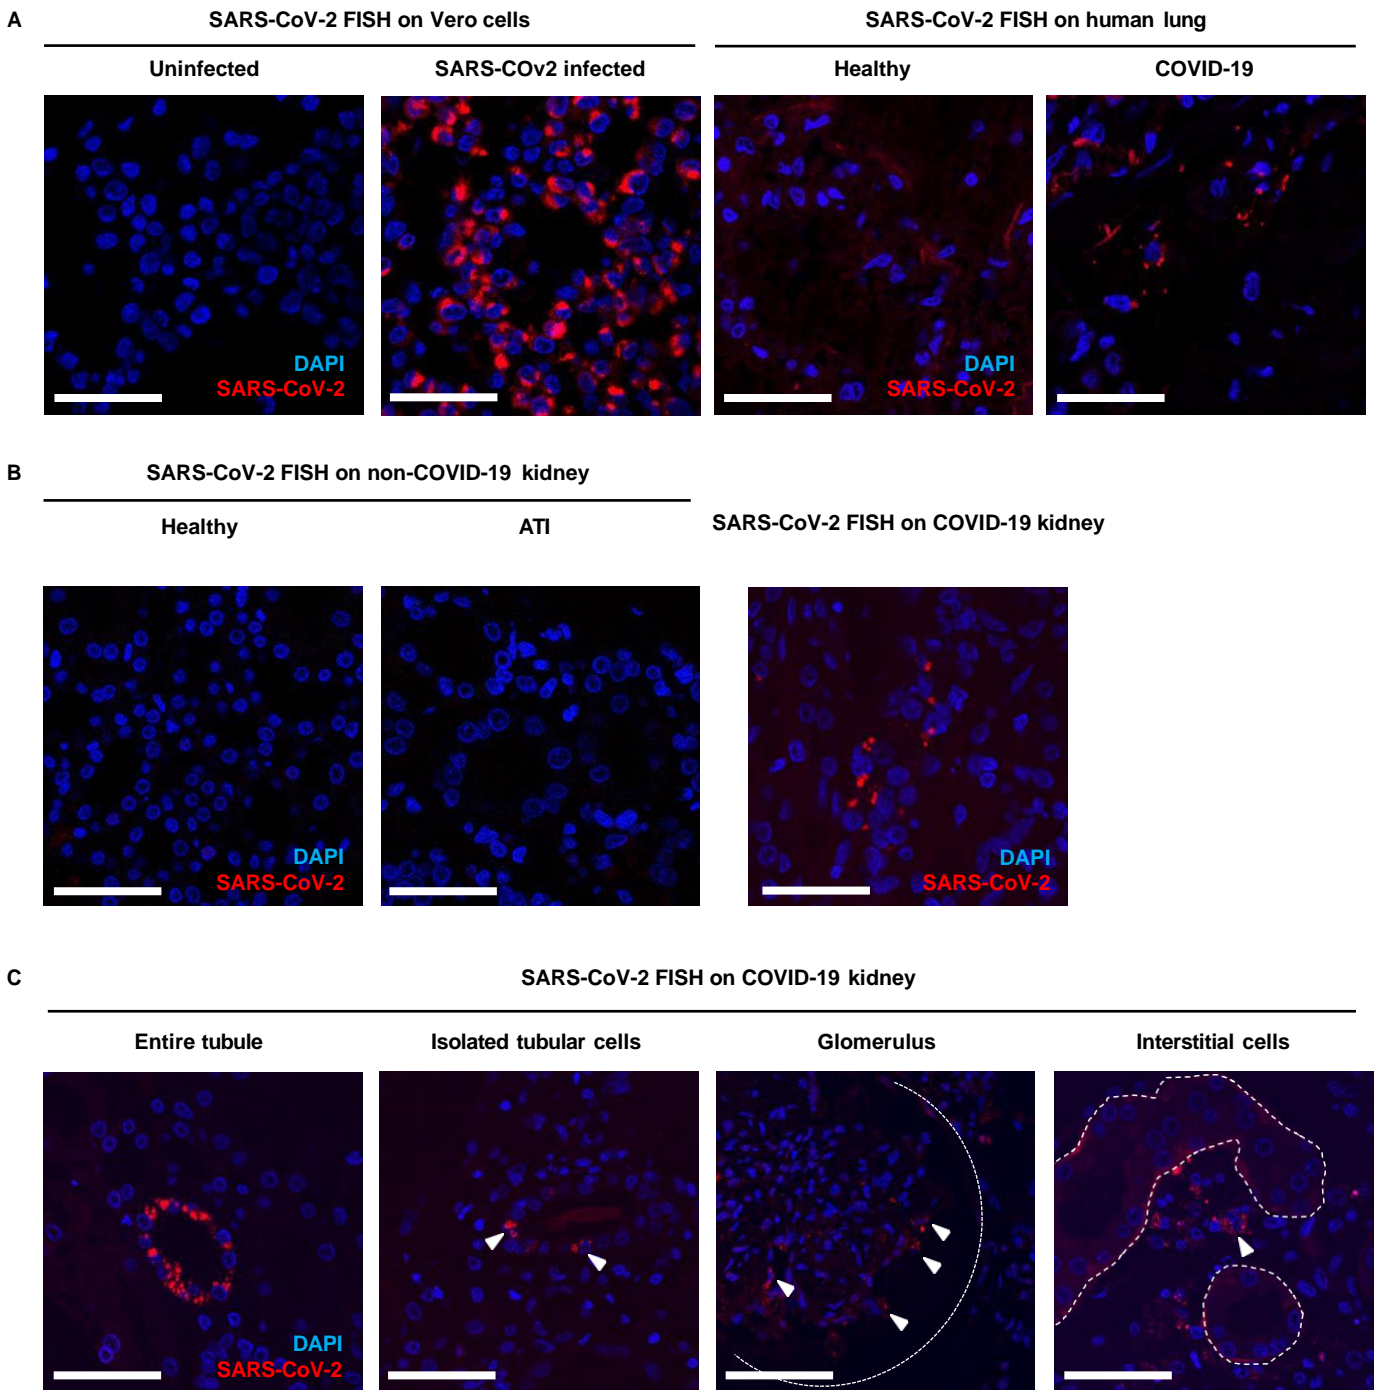 A
SARS-CoV-2 FISH on Vero cells
SARS-CoV-2 FISH on human lung
Uninfected
SARS-COv2 infected
Healthy
COVID-19
DAPI
SARS-CoV-2
DAPI
SARS-CoV-2
B
SARS-CoV-2 FISH on non-COVID-19 kidney
Healthy
ATI
SARS-CoV-2 FISH on COVID-19 kidney
DAPI
SARS-CoV-2
DAPI
SARS-CoV-2
C
SARS-CoV-2 FISH on COVID-19 kidney
Entire tubule
Isolated tubular cells
Glomerulus
Interstitial cells
DAPI
SARS-CoV-2